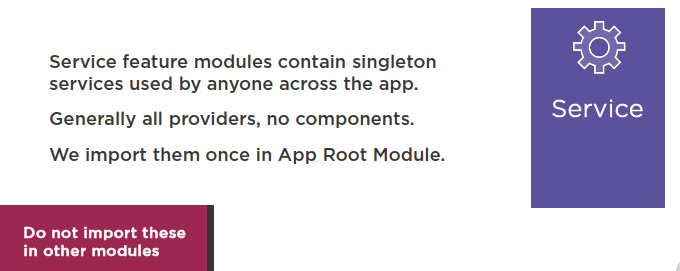 Service feature modules contain singleton
services used by anyone across the app.
Generally all providers, no components.
We import them once in App Root Module.
Service
Do not import these
in other modules